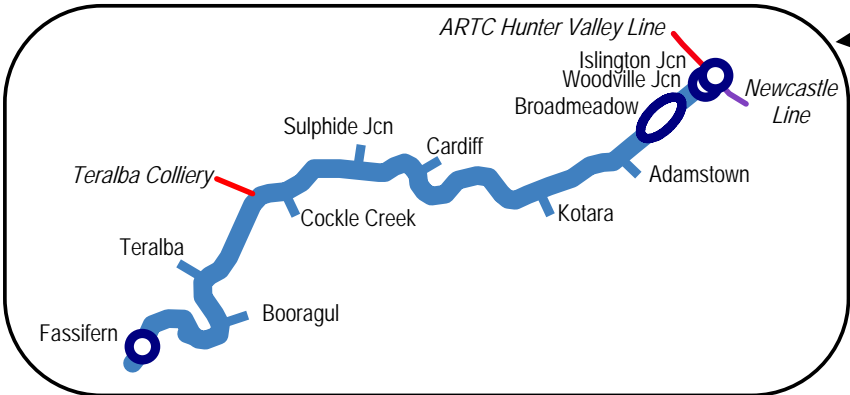 ARTC Hunter Valley Line
Islington Jcn
Woodville Jcn
Newcastle
Line
Broadmeadow
Sulphide Jcn
Cardiff
Adamstown
Teralba Colliery
Kotara
Cockle Creek
Teralba
Booragul
Fassifern